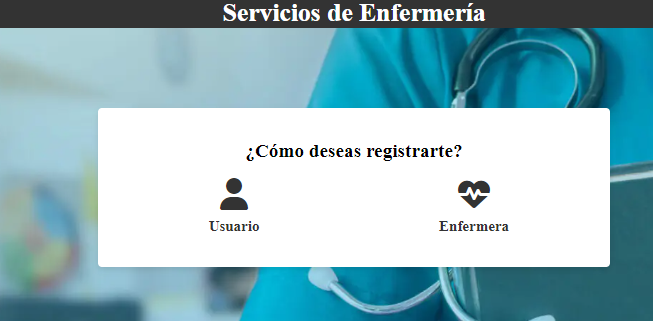 Servicios de Enfermería
¿Cómo deseas registrarte?
Usuario
Enfermera